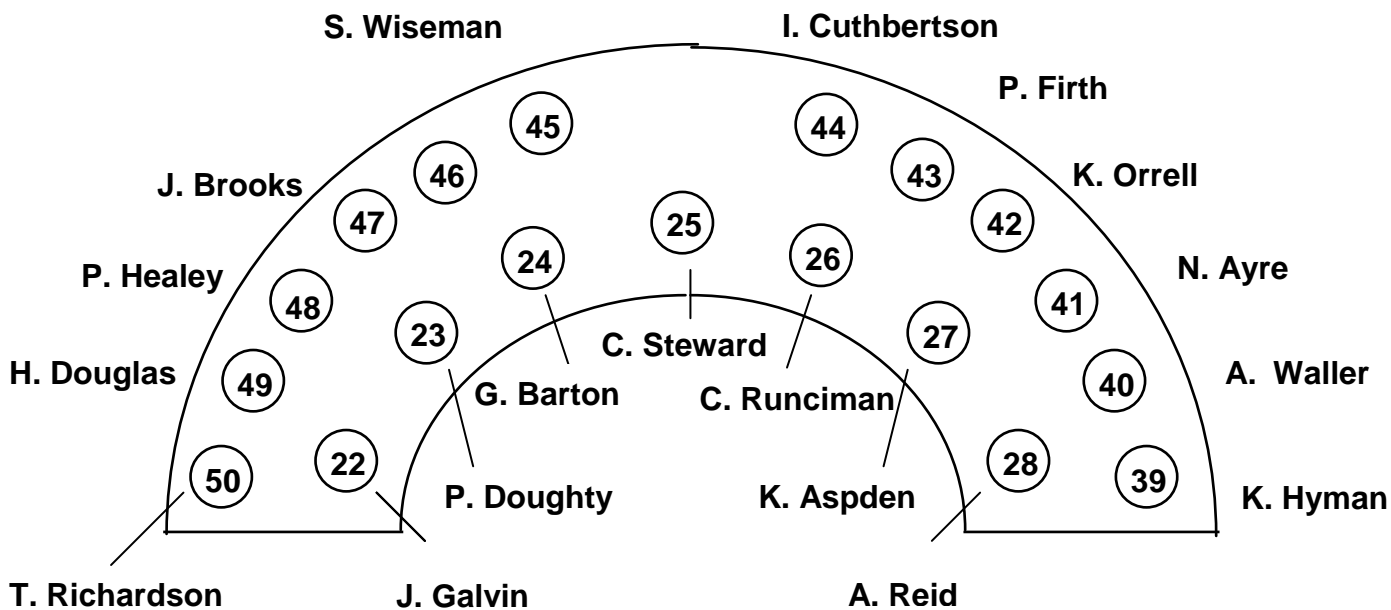 S. Wiseman
I. Cuthbertson
P. Firth
45
44
46
43
J. Brooks
K. Orrell
47
42
25
24
26
P. Healey
N. Ayre
48
41
23
27
C. Steward
H. Douglas
A. Waller
49
40
G. Barton
C. Runciman
50
22
28
39
P. Doughty
K. Aspden
K. Hyman
T. Richardson
J. Galvin
A. Reid